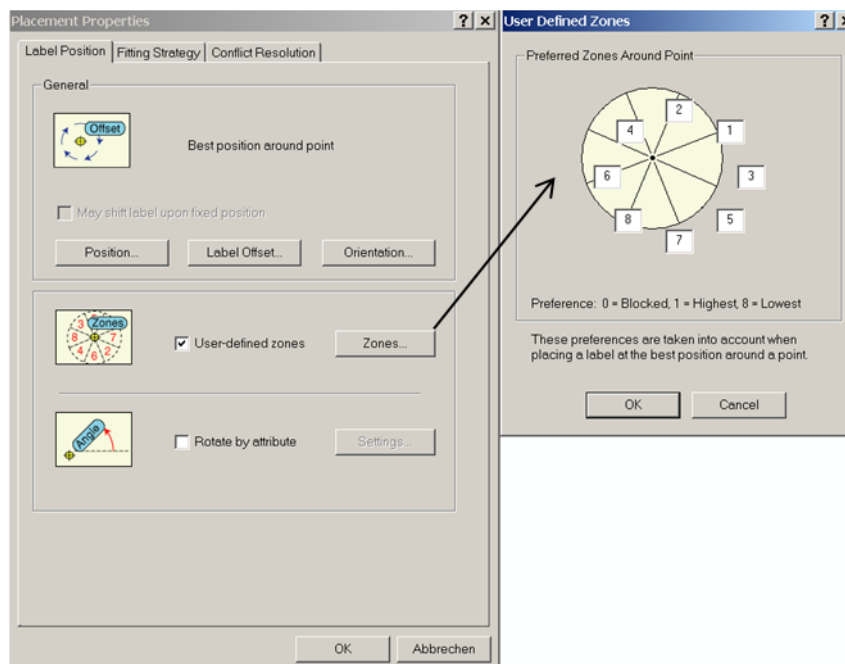 Placement Properties
Label Position
Fitting Strategy
Conflict Resolution
General
Offset
Best position around point
May shift label upon fixed position
Position...
Label Offset...
Orientation...
3
Zones
8
7
4
6
2
User-defined zones
Zones...
Angle
Rotate by attribute
Settings...
OK
Abbrechen
User Defined Zones
Preferred Zones Around Point
2
4
1
6
3
8
5
7
Preference: 0 = Blocked, 1 = Highest, 8 = Lowest
These preferences are taken into account when
placing a label at the best position around a point.
OK
Cancel